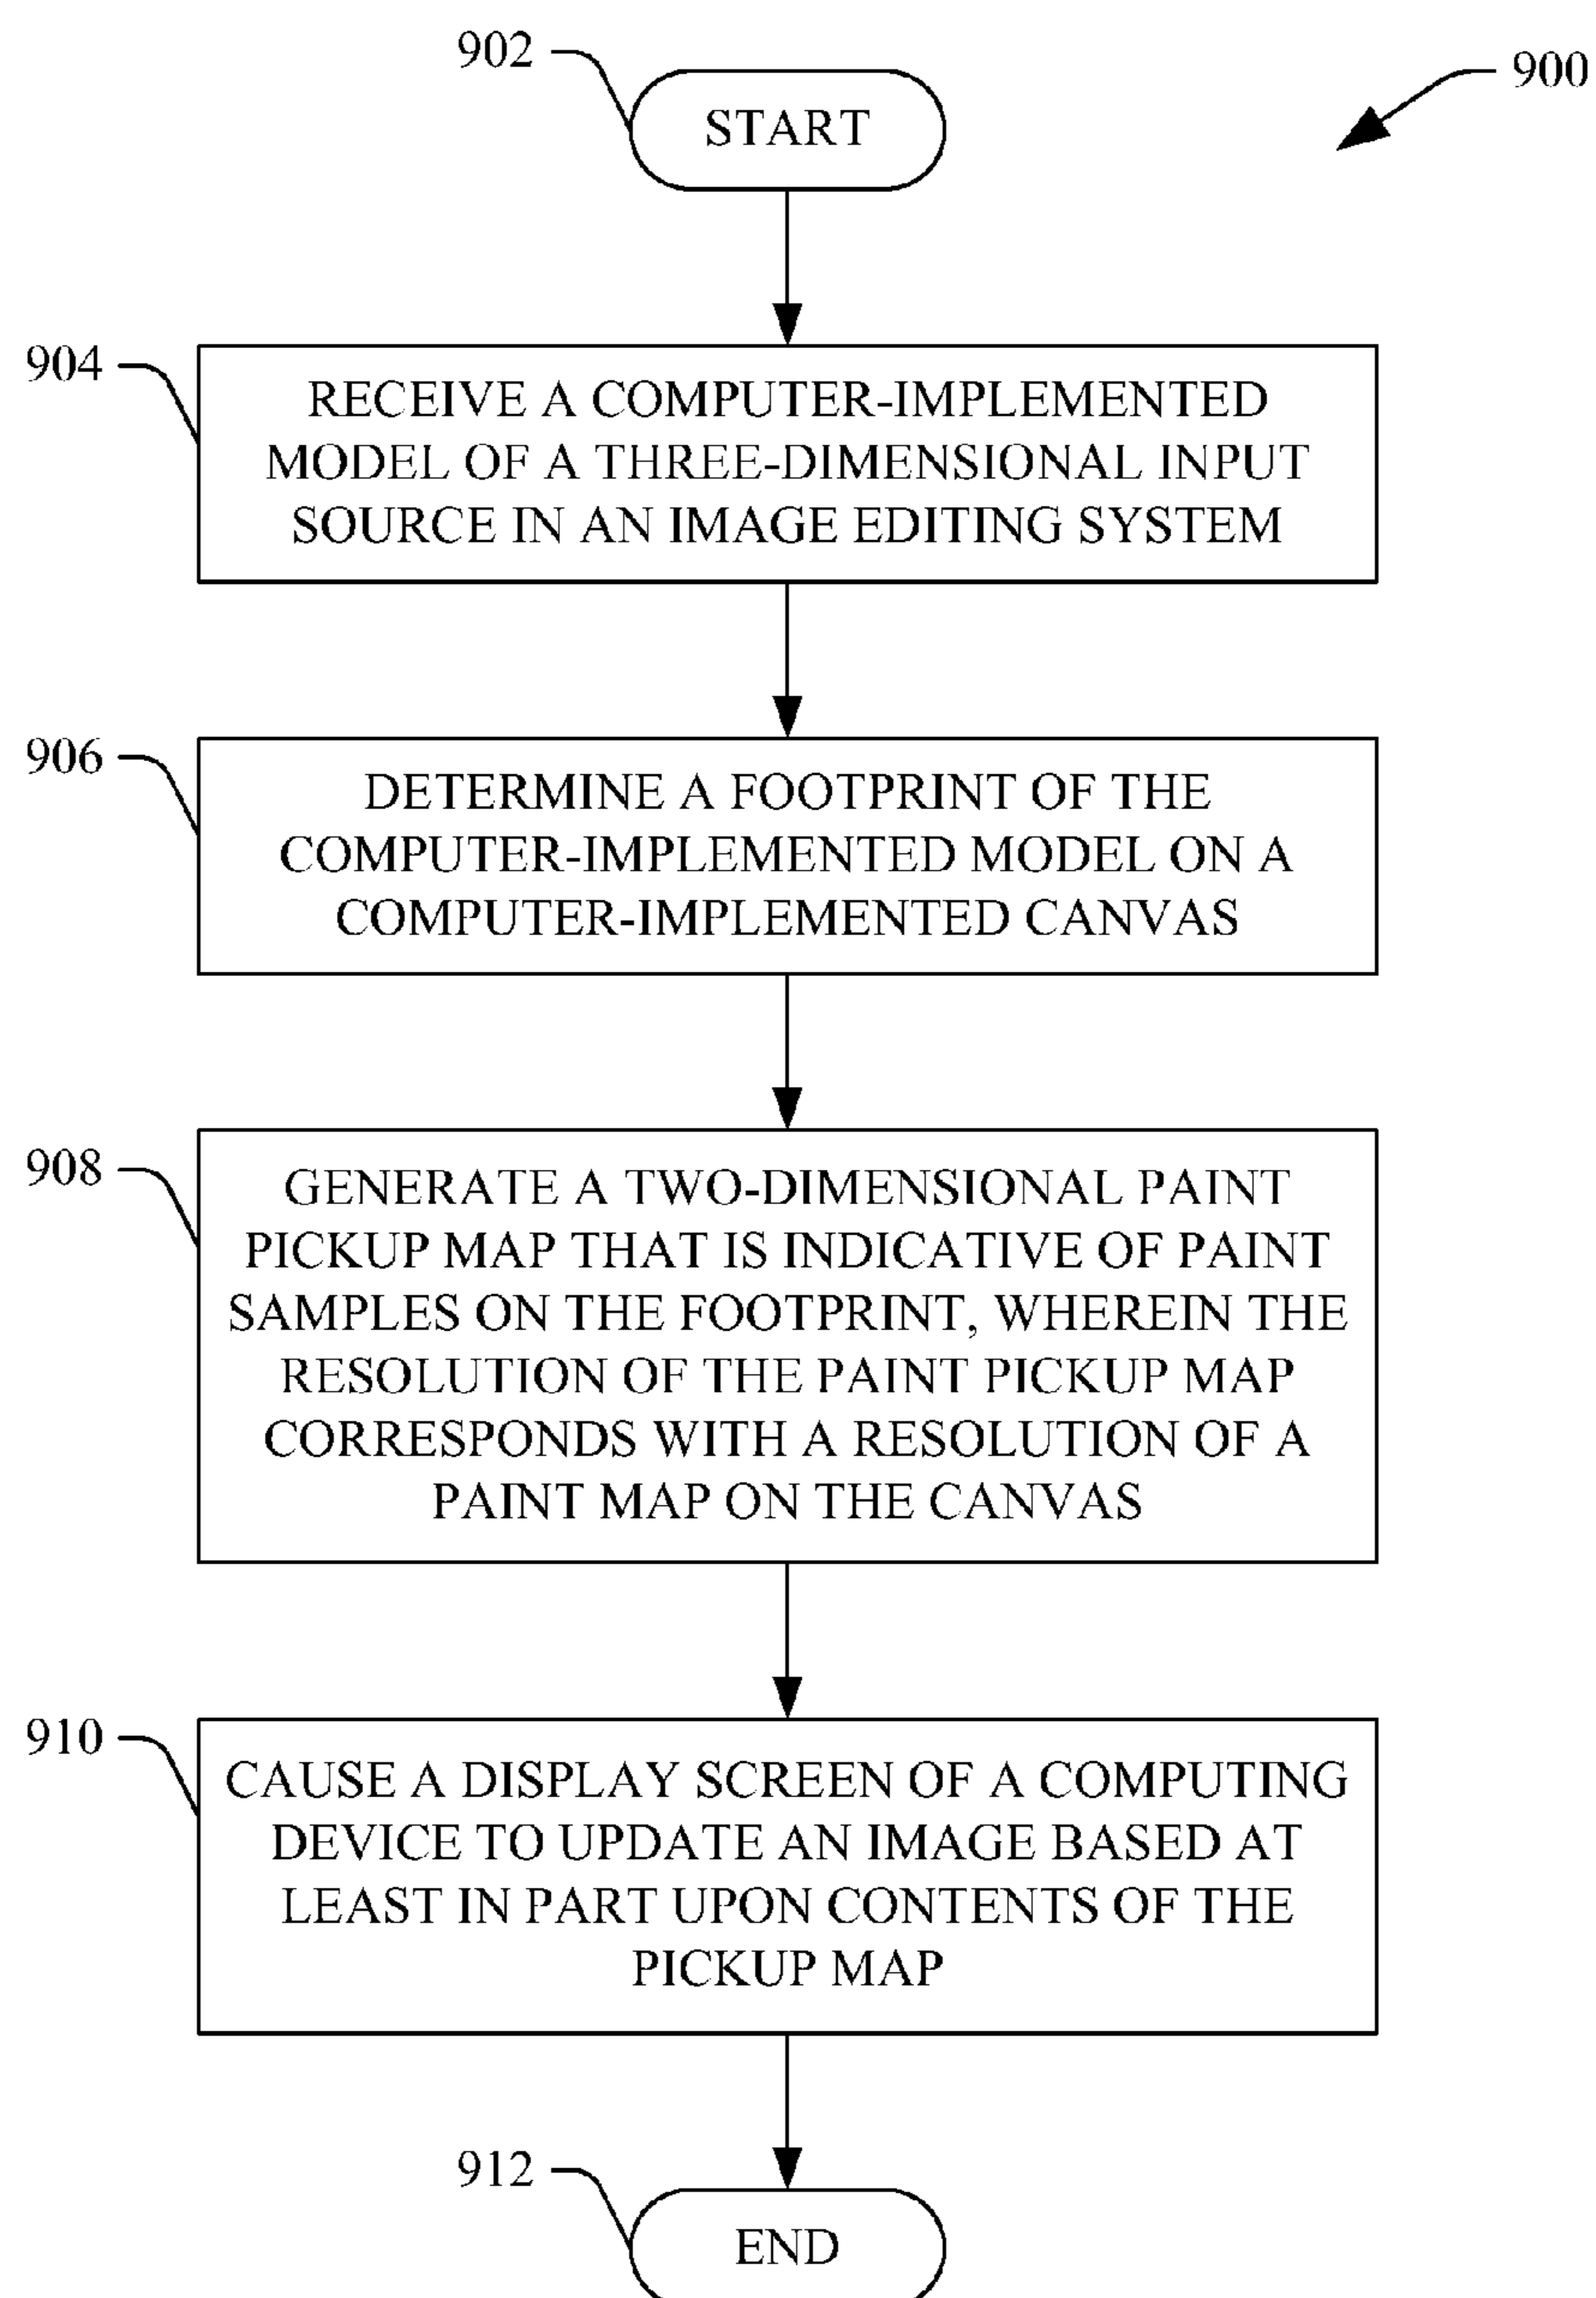 902
900
START
904
RECEIVE A COMPUTER-IMPLEMENTED
MODEL OF A THREE-DIMENSIONAL INPUT
SOURCE IN AN IMAGE EDITING SYSTEM
906
DETERMINE A FOOTPRINT OF THE
COMPUTER-IMPLEMENTED MODEL ON A
COMPUTER-IMPLEMENTED CANVAS
908
GENERATE A TWO-DIMENSIONAL PAINT
PICKUP MAP THAT IS INDICATIVE OF PAINT
SAMPLES ON THE FOOTPRINT, WHEREIN THE
RESOLUTION OF THE PAINT PICKUP MAP
CORRESPONDS WITH A RESOLUTION OF A
PAINT MAP ON THE CANVAS
910
CAUSE A DISPLAY SCREEN OF A COMPUTING
DEVICE TO UPDATE AN IMAGE BASED AT
LEAST IN PART UPON CONTENTS OF THE
PICKUP MAP
912
END